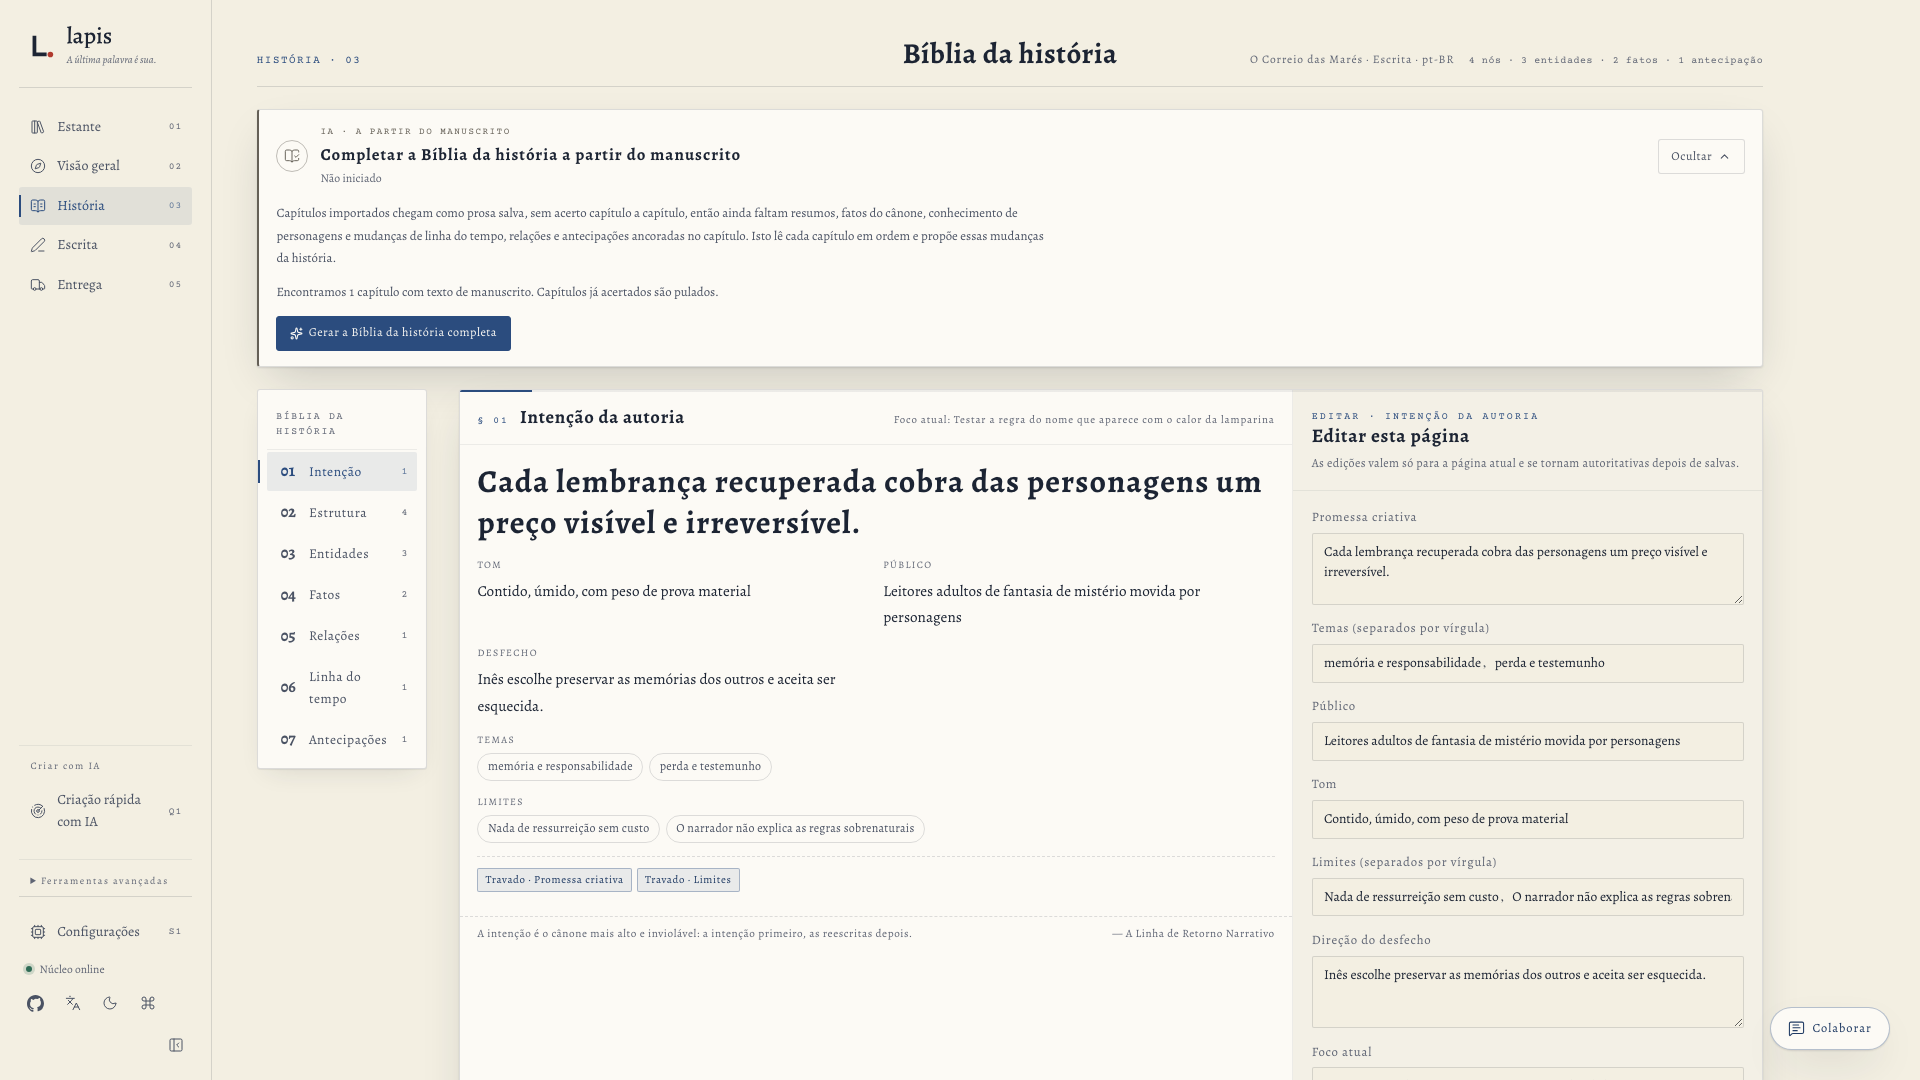 L.
lapis
A última palavra é sua.
Estante 01
Visão geral 02
História 03
Escrita 04
Entrega 05
Criar com IA
Criação rápida
com IA Q1
Ferramentas avançadas
Configurações S1
Núcleo online
HISTÓRIA · 03
Bíblia da história
O Correio das Marés · Escrita · pt-BR 4 nós · 3 entidades · 2 fatos · 1 antecipação
IA · A PARTIR DO MANUSCRITO
Completar a Bíblia da história a partir do manuscrito
Não iniciado
Ocultar
Capítulos importados chegam como prosa salva, sem acerto capítulo a capítulo, então ainda faltam resumos, fatos do cânone, conhecimento de
personagens e mudanças de linha do tempo, relações e antecipações ancoradas no capítulo. Isto lê cada capítulo em ordem e propõe essas mudanças
da história.
Encontramos 1 capítulo com texto de manuscrito. Capítulos já acertados são pulados.
Gerar a Bíblia da história completa
BÍBLIA DA
HISTÓRIA
01 Intenção 1
02 Estrutura 4
03 Entidades 3
04 Fatos 2
05 Relações 1
06 Linha do
tempo 1
07 Antecipações 1
§ 01 Intenção da autoria
Foco atual: Testar a regra do nome que aparece com o calor da lamparina
Cada lembrança recuperada cobra das personagens um
preço visível e irreversível.
TOM
Contido, úmido, com peso de prova material
PÚBLICO
Leitores adultos de fantasia de mistério movida por
personagens
DESFECHO
Inês escolhe preservar as memórias dos outros e aceita ser
esquecida.
TEMAS
memória e responsabilidade
perda e testemunho
LIMITES
Nada de ressurreição sem custo
O narrador não explica as regras sobrenaturais
Travado · Promessa criativa
Travado · Limites
A intenção é o cânone mais alto e inviolável: a intenção primeiro, as reescritas depois.
— A Linha de Retorno Narrativo
EDITAR · INTENÇÃO DA AUTORIA
Editar esta página
As edições valem só para a página atual e se tornam autoritativas depois de salvas.
Promessa criativa
Cada lembrança recuperada cobra das personagens um preço visível e
irreversível.
Temas (separados por vírgula)
memória e responsabilidade， perda e testemunho
Público
Leitores adultos de fantasia de mistério movida por personagens
Tom
Contido, úmido, com peso de prova material
Limites (separados por vírgula)
Nada de ressurreição sem custo， O narrador não explica as regras sobren
Direção do desfecho
Inês escolhe preservar as memórias dos outros e aceita ser esquecida.
Foco atual
Colaborar